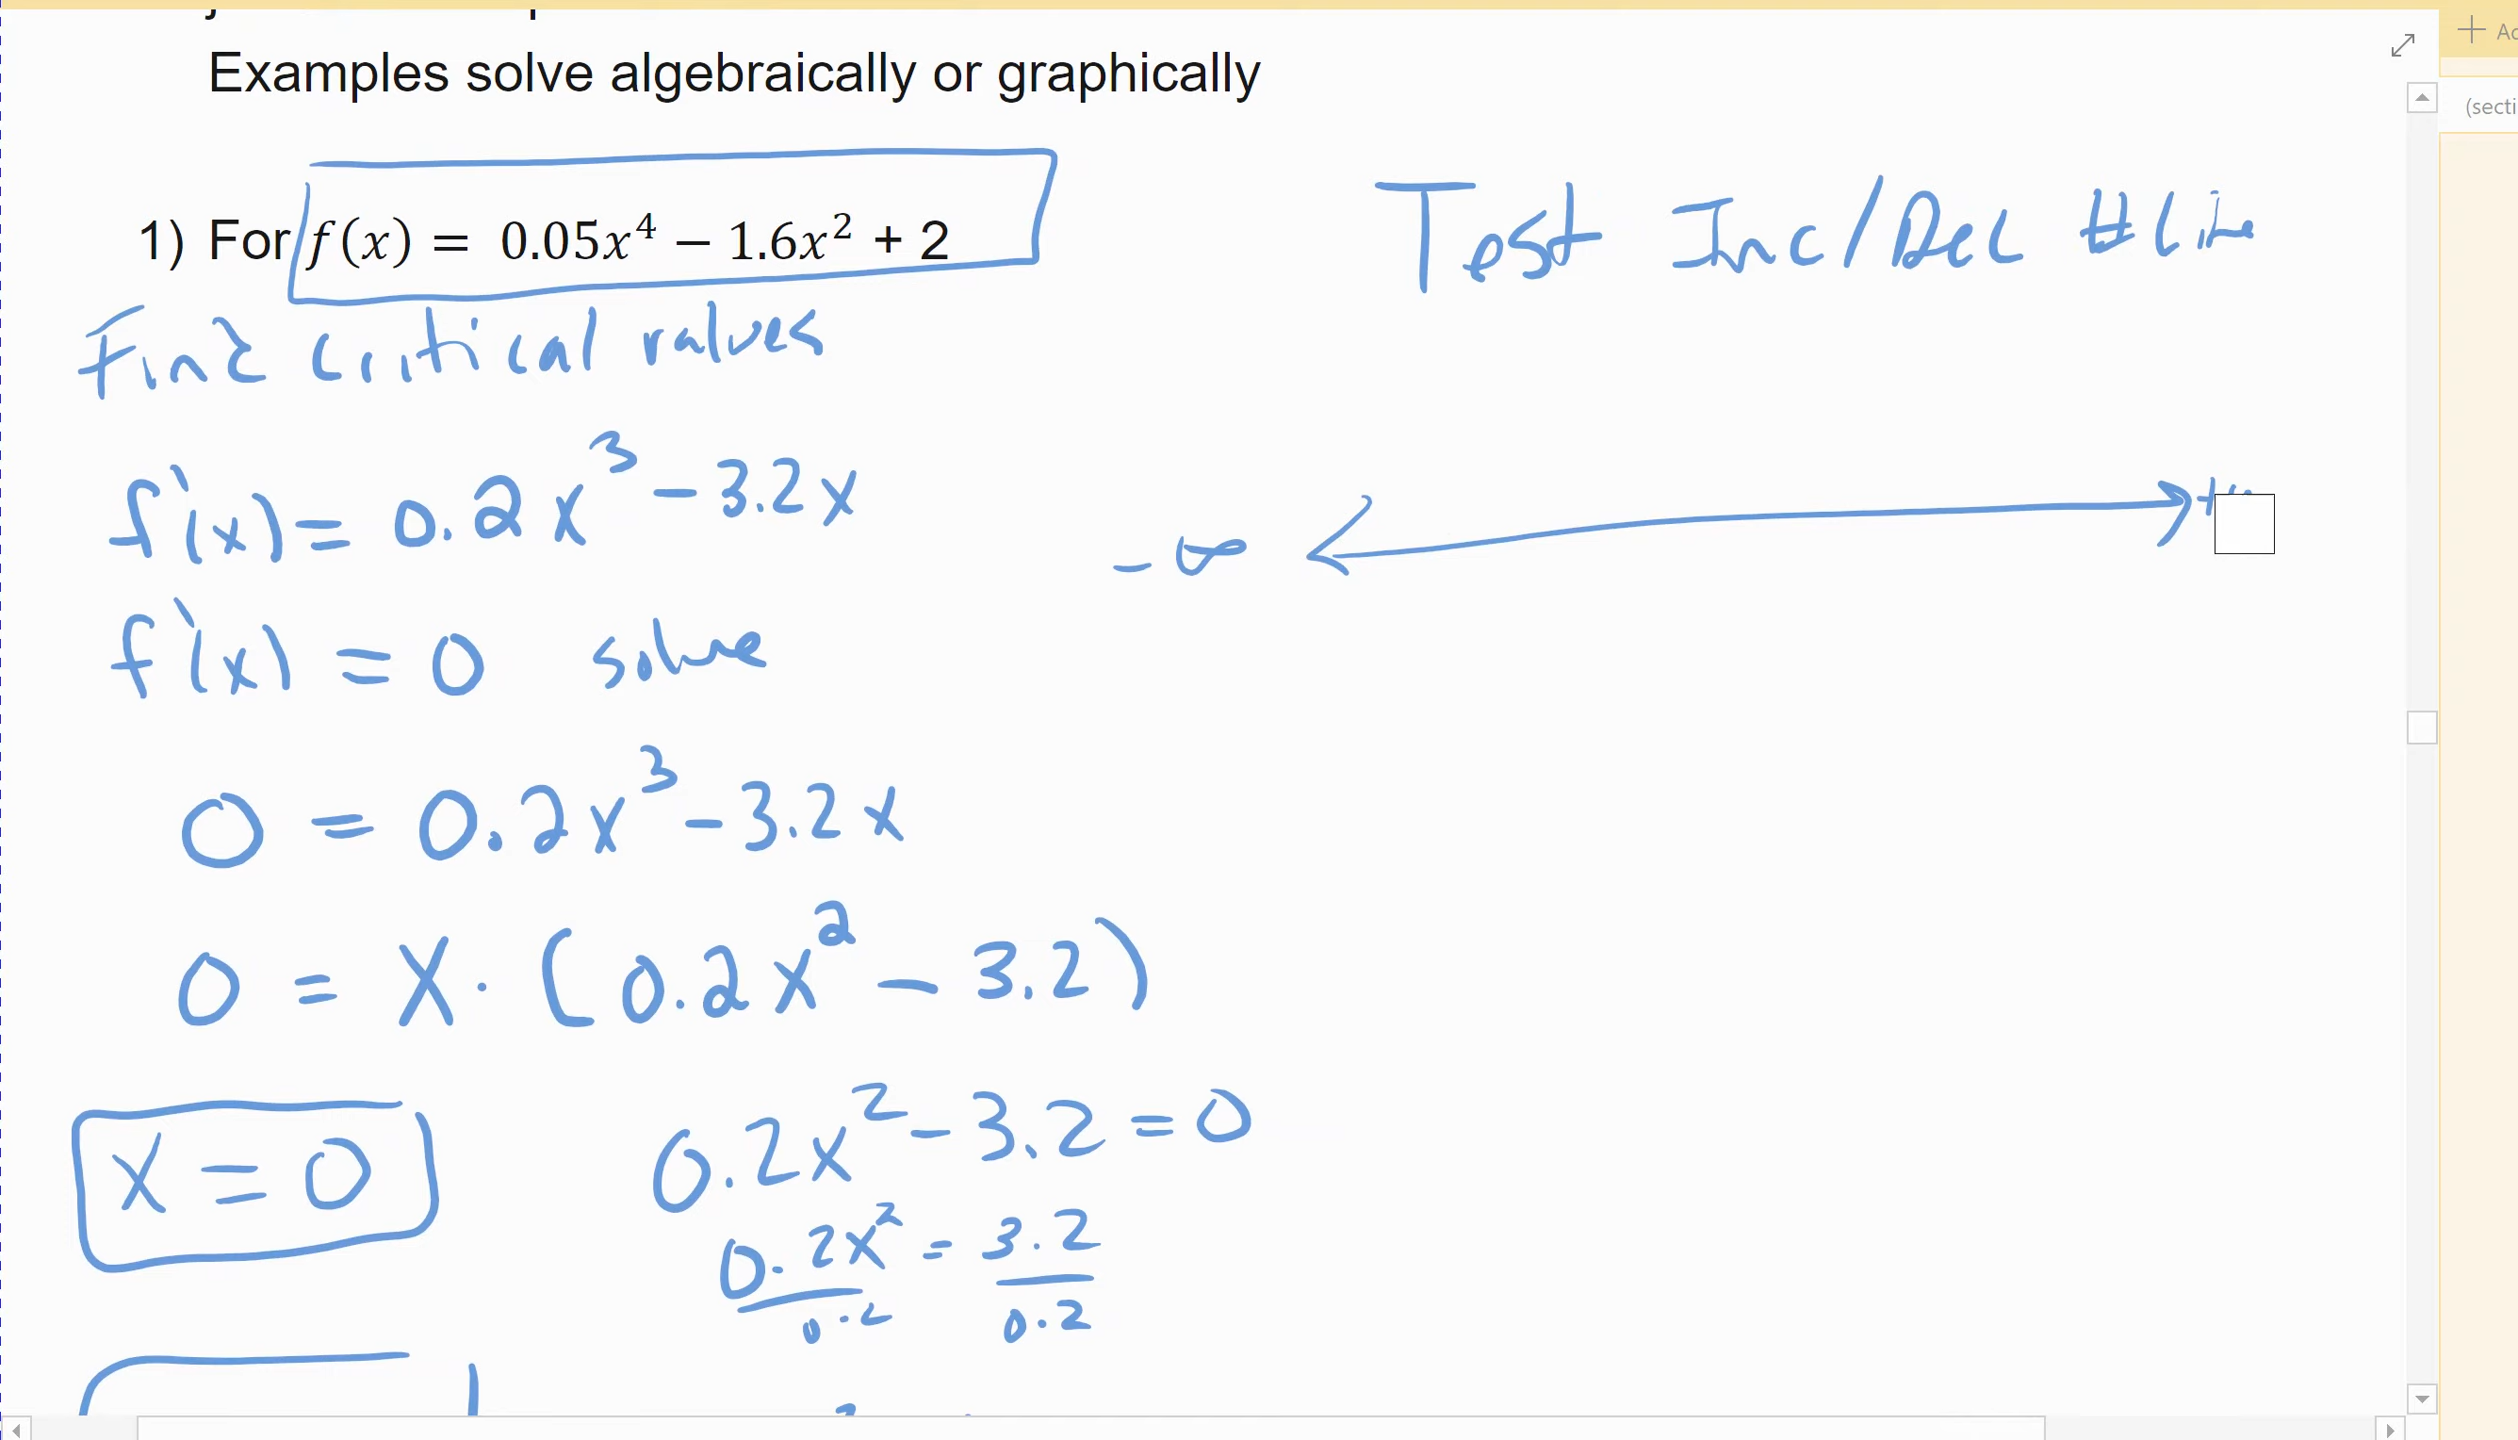 Examples solve algebraically or graphically
1) For f(x) = 0.05x⁴ − 1.6x² + 2
Find critical values
f'(x) = 0.2x³ − 3.2x
f'(x) = 0 solve
0 = 0.2x³ − 3.2x
0 = x · (0.2x² − 3.2)
x = 0
0.2x² − 3.2 = 0
0.2x² = 3.2
0.2 0.2
Test Inc/Dec # line
− ∞
(secti